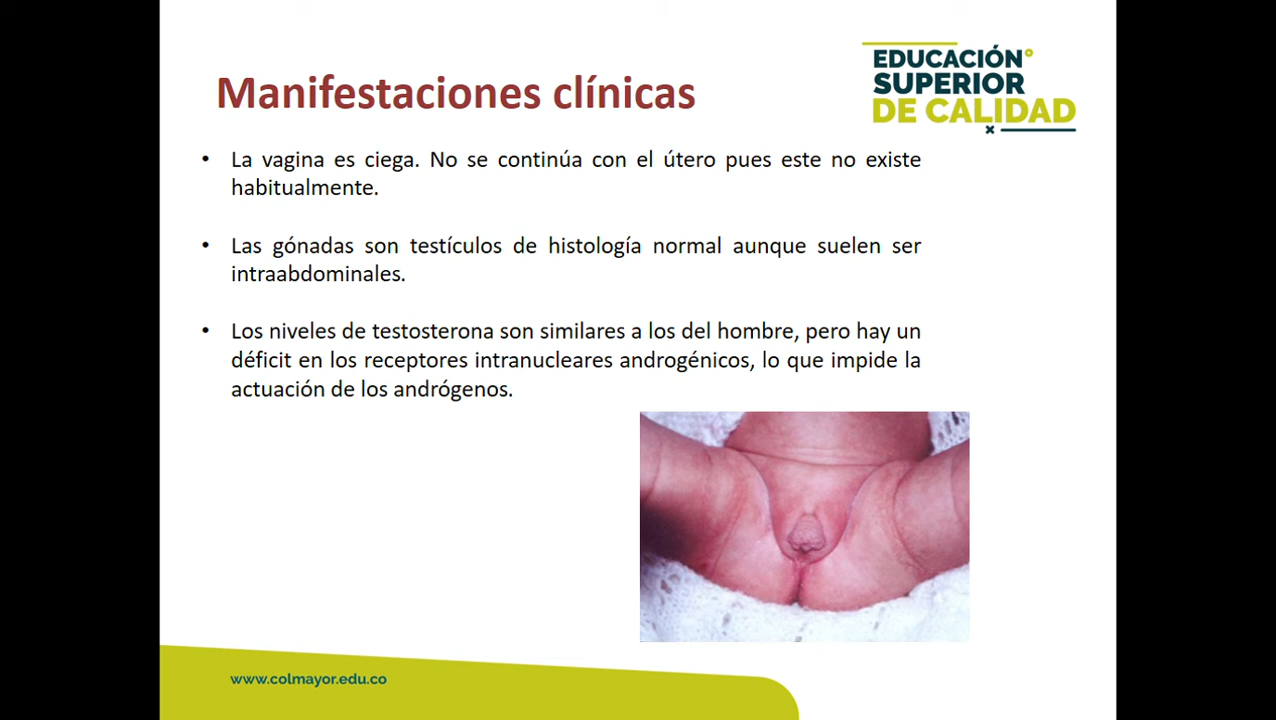 EDUCACIÓN
SUPERIOR
DE CALIDAD
Manifestaciones clínicas
• La vagina es ciega. No se continúa con el útero pues este no existe
habitualmente.
• Las gónadas son testículos de histología normal aunque suelen ser
intraabdominales.
• Los niveles de testosterona son similares a los del hombre, pero hay un
déficit en los receptores intranucleares androgénicos, lo que impide la
actuación de los andrógenos.
www.colmayor.edu.co